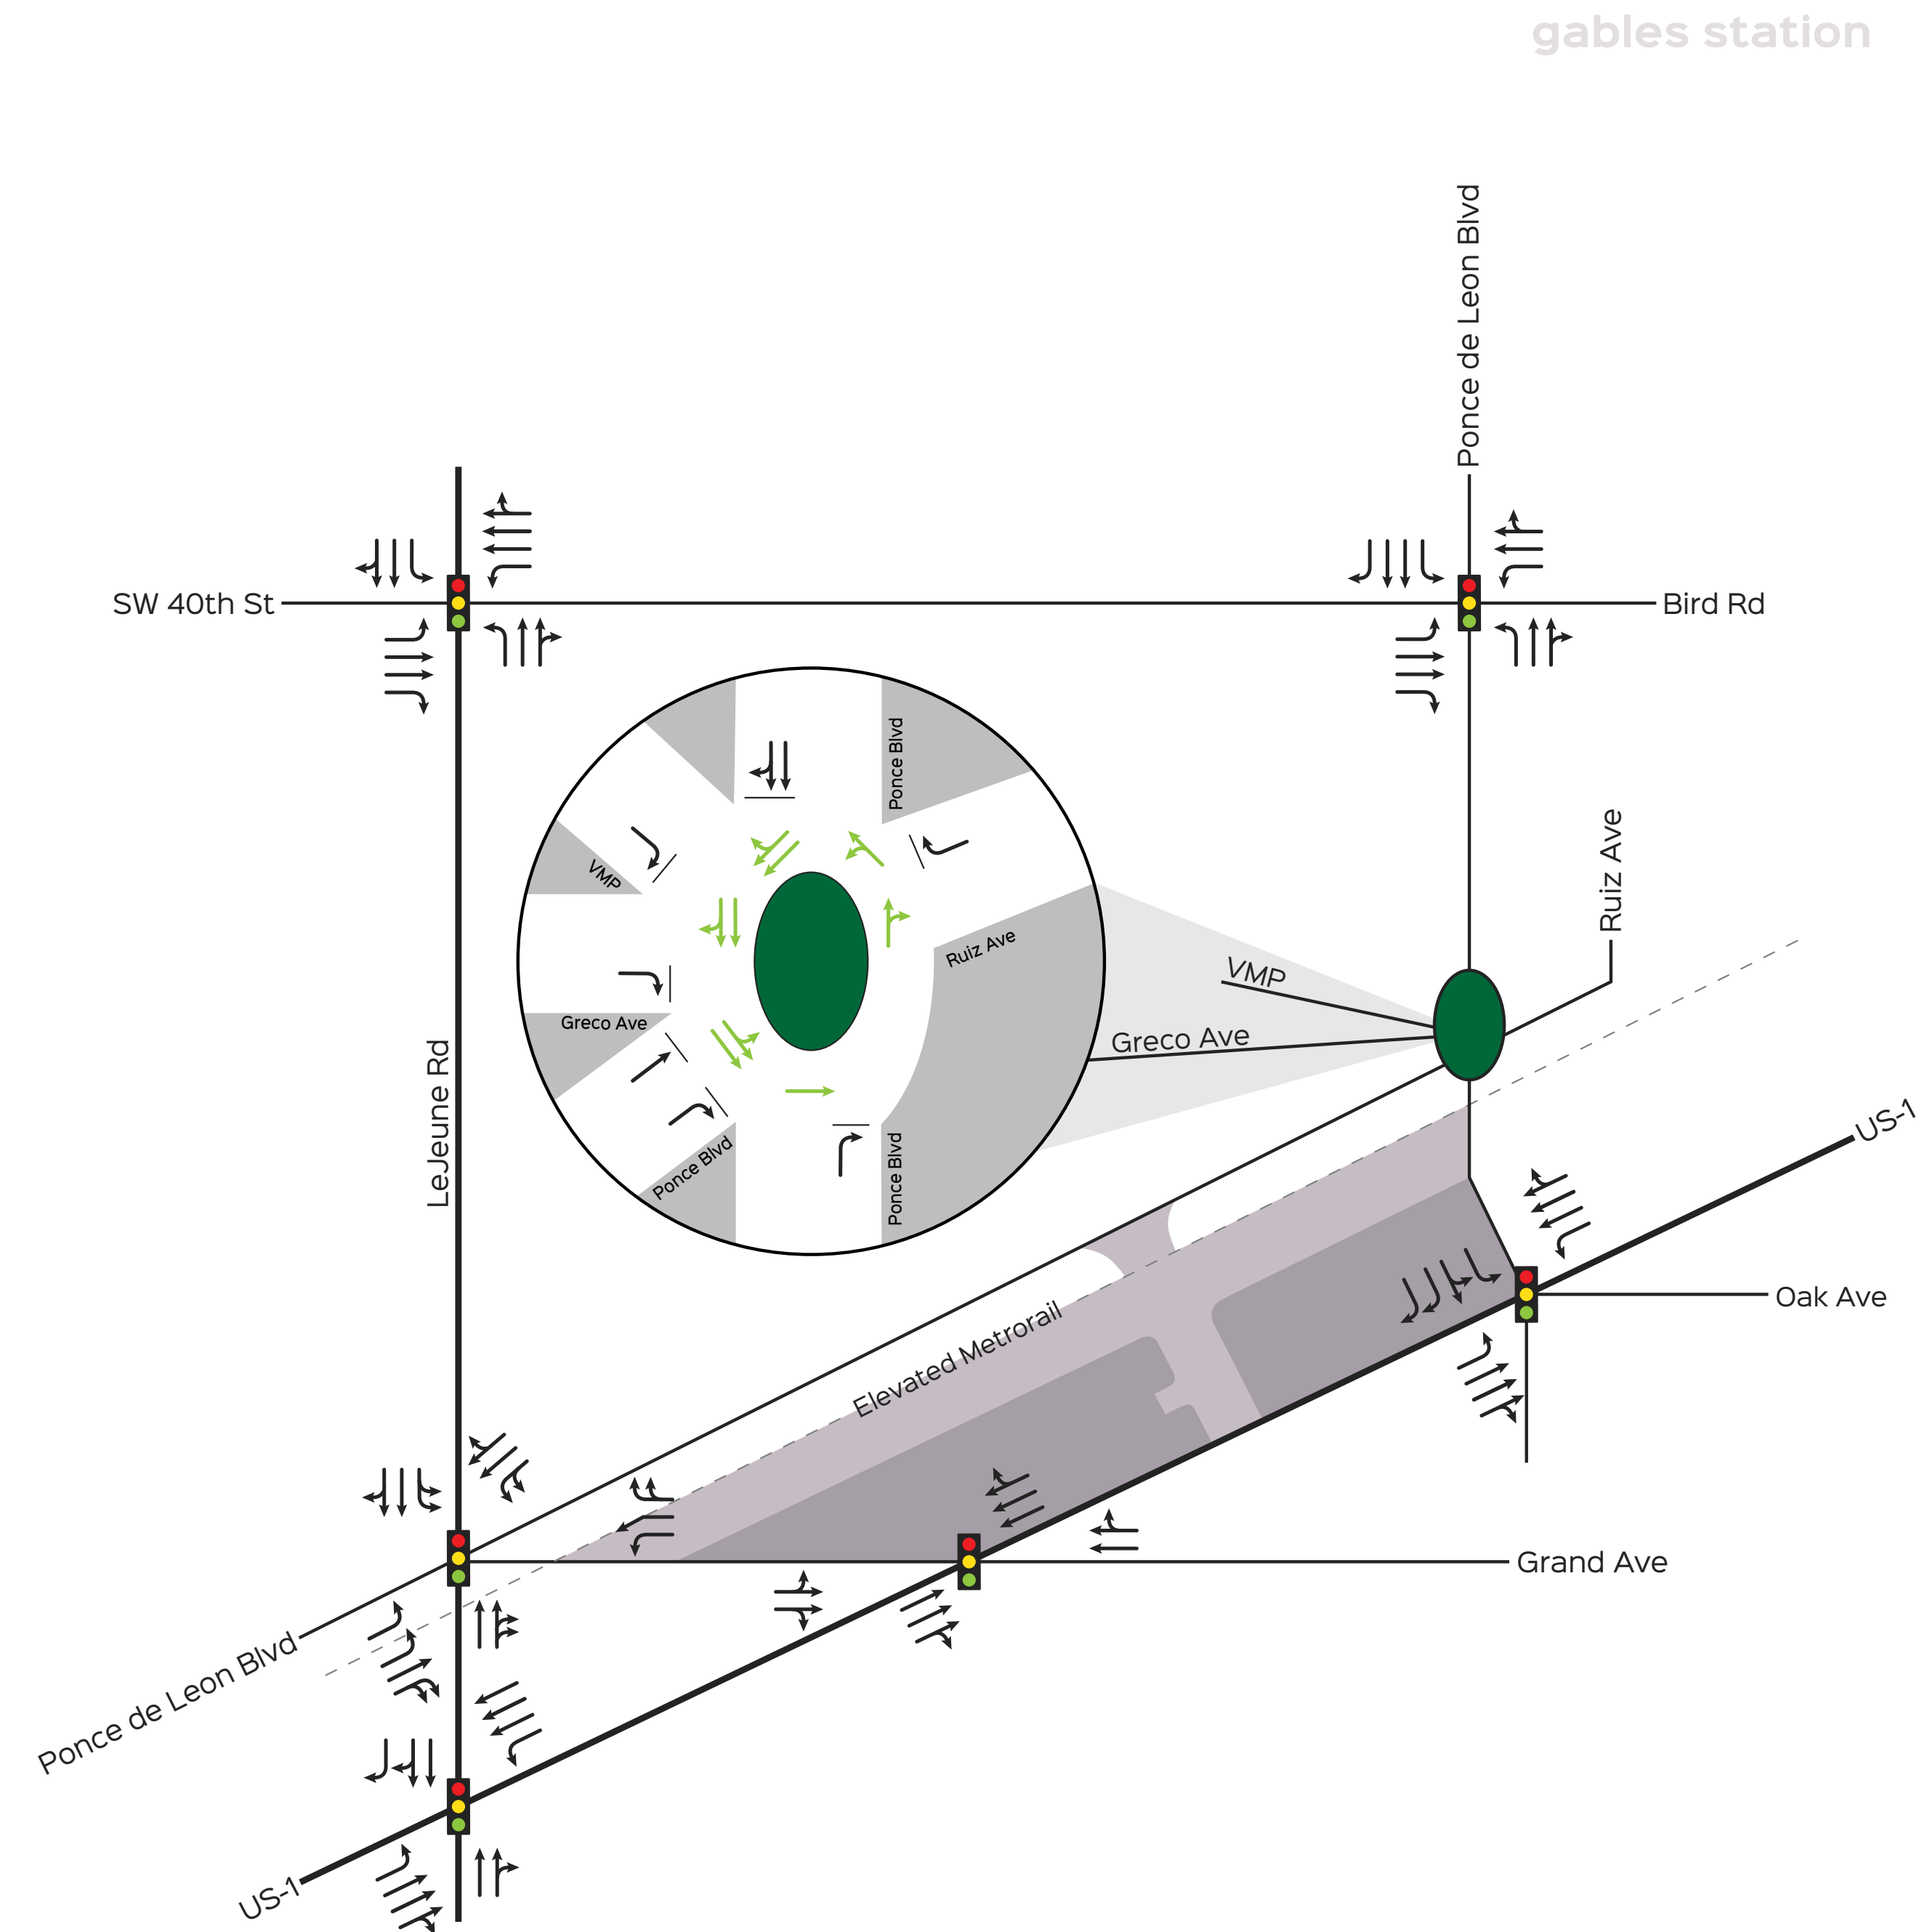 gables station
Ponce de Leon Blvd
SW 40th St
Bird Rd
Ponce Blvd
Ruiz Ave
VMP
Ruiz Ave
VMP
Greco Ave
Greco Ave
LeJeune Rd
Ponce Blvd
Ponce Blvd
US-1
Oak Ave
Elevated Metrorail
Grand Ave
Ponce de Leon Blvd
US-1